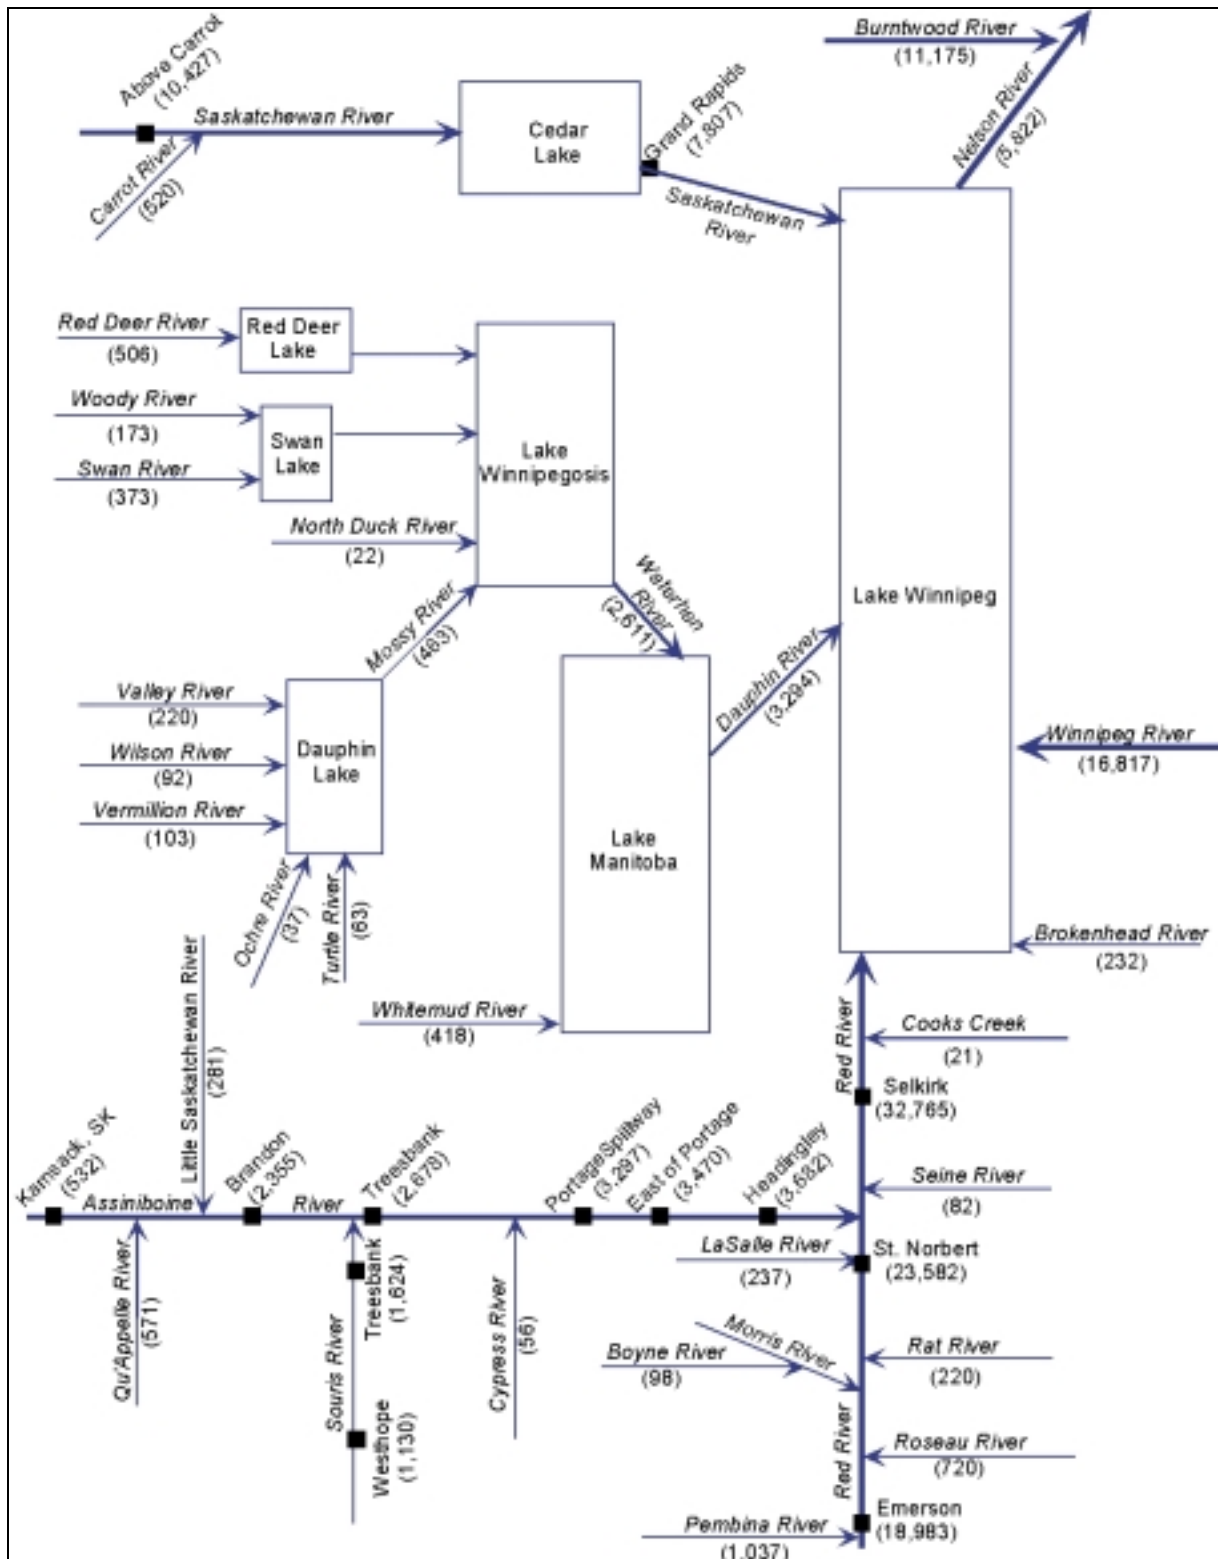 Burntwood River
(11,175)
Nelson River
(5,822)
Above Carrot
(10,427)
Saskatchewan River
Carrot River
(520)
Cedar
Lake
Grand Rapids
(7,807)
Saskatchewan
River
Red Deer River
(506)
Red Deer
Lake
Woody River
(173)
Swan River
(373)
Swan
Lake
North Duck River
(22)
Lake
Winnipegosis
Mossy River
(463)
Waterhen
River
(2,611)
Lake Winnipeg
Valley River
(220)
Wilson River
(92)
Vermillion River
(103)
Dauphin
Lake
Ochre River
(37)
Turtle River
(63)
Dauphin River
(3,294)
Lake
Manitoba
Whitemud River
(418)
Winnipeg River
(16,817)
Brokenhead River
(232)
Red River
Cooks Creek
(21)
Selkirk
(32,765)
Little Saskatchewan River
(281)
Kamsack, SK
(532)
Assiniboine
Brandon
(2,355)
River
Treesbank
(2,678)
PortageSpillway
(3,297)
East of Portage
(3,470)
Headingley
(3,682)
Seine River
(82)
Qu'Appelle River
(571)
Treesbank
(1,624)
Souris River
Westhope
(1,130)
Cypress River
(56)
LaSalle River
(237)
St. Norbert
(23,582)
Morris River
Boyne River
(98)
Rat River
(220)
Red River
Roseau River
(720)
Emerson
(18,983)
Pembina River
(1,037)